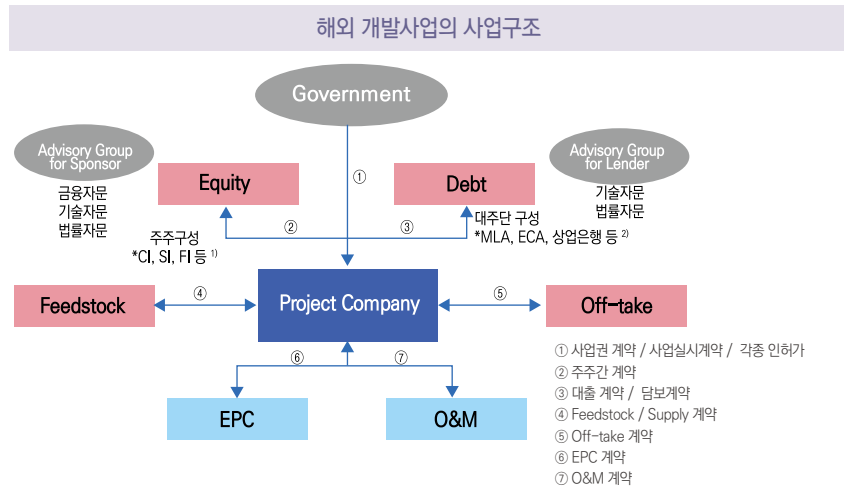 해외 개발사업의 사업구조
Government
Advisory Group
for Sponsor
금융자문
기술자문
법률자문
Equity
①
Debt
Advisory Group
for Lender
기술자문
법률자문
주주구성
*CI, SI, FI 등 1)
②
③
대주단 구성
*MLA, ECA, 상업은행 등 2)
Feedstock
④
Project Company
⑤
Off-take
⑥
⑦
EPC
O&M
① 사업권 계약 / 사업실시계약 / 각종 인허가
② 주주간 계약
③ 대출 계약 / 담보계약
④ Feedstock / Supply 계약
⑤ Off-take 계약
⑥ EPC 계약
⑦ O&M 계약